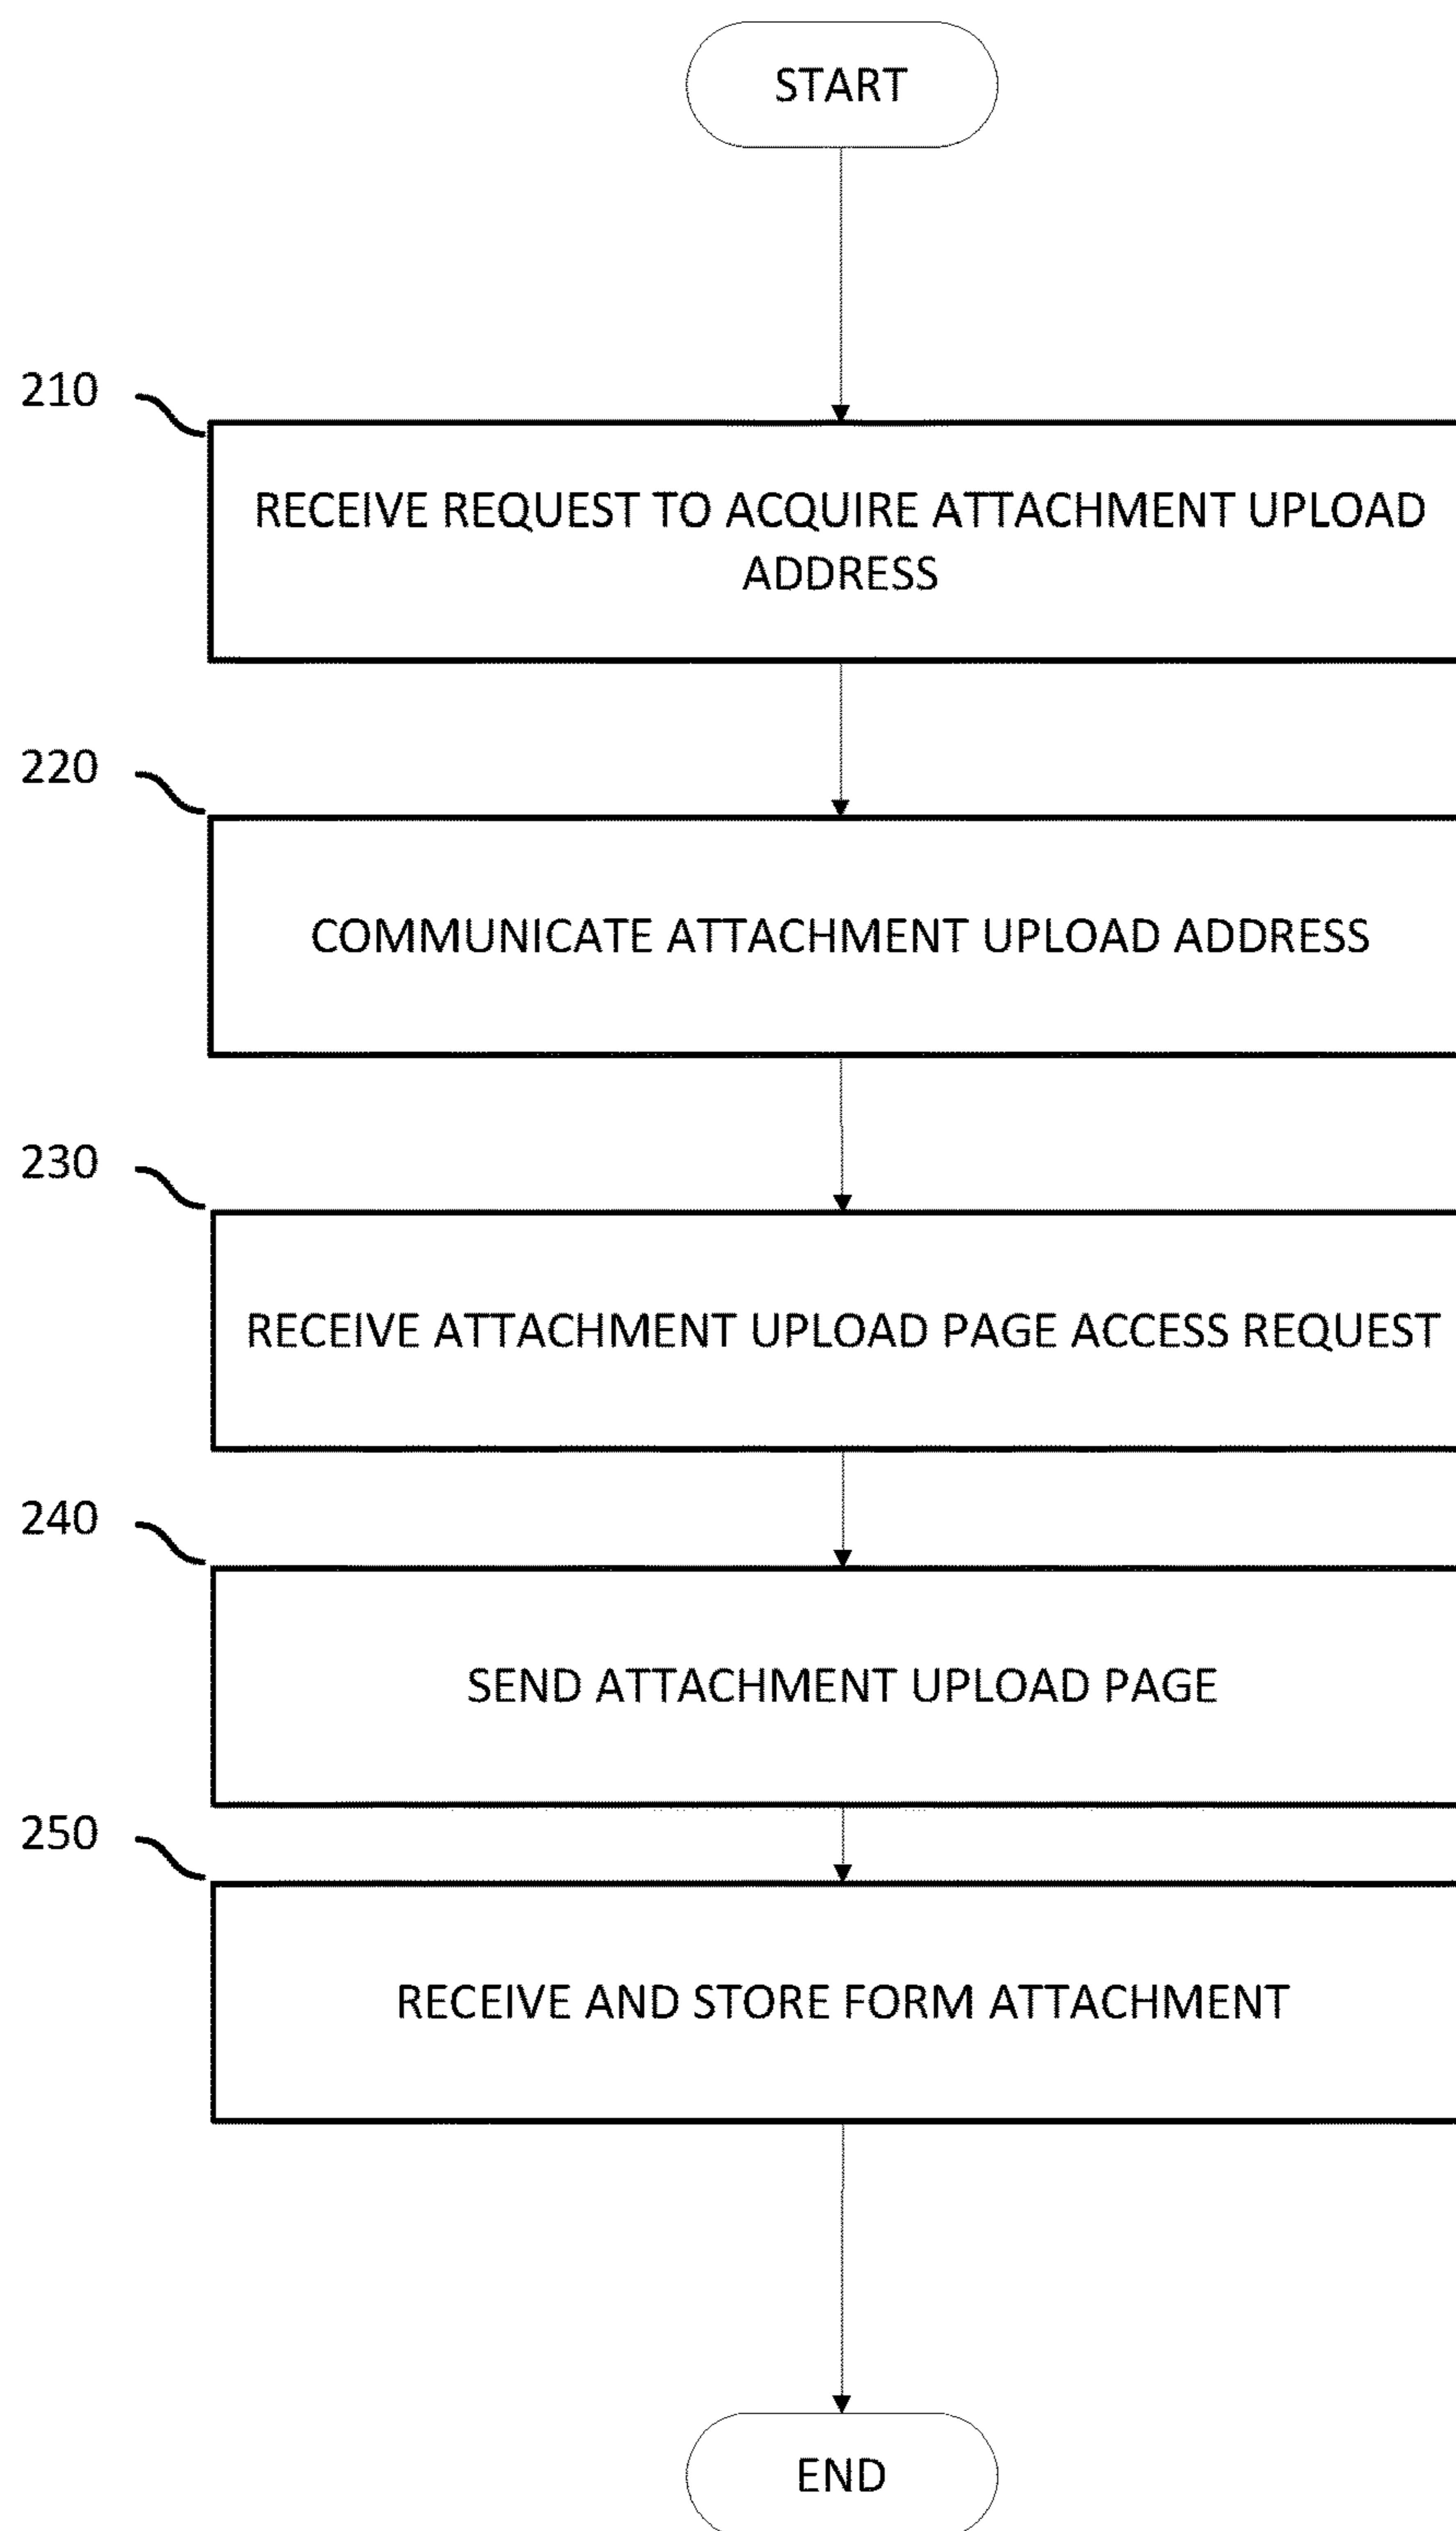 START
210
RECEIVE REQUEST TO ACQUIRE ATTACHMENT UPLOAD
ADDRESS
220
COMMUNICATE ATTACHMENT UPLOAD ADDRESS
230
RECEIVE ATTACHMENT UPLOAD PAGE ACCESS REQUEST
240
SEND ATTACHMENT UPLOAD PAGE
250
RECEIVE AND STORE FORM ATTACHMENT
END